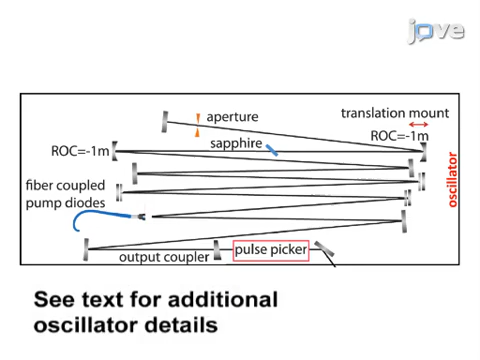 jove
aperture
translation mount
ROC=-1m
sapphire
ROC=-1m
fiber coupled
pump diodes
oscillator
output coupler
pulse picker
See text for additional
oscillator details